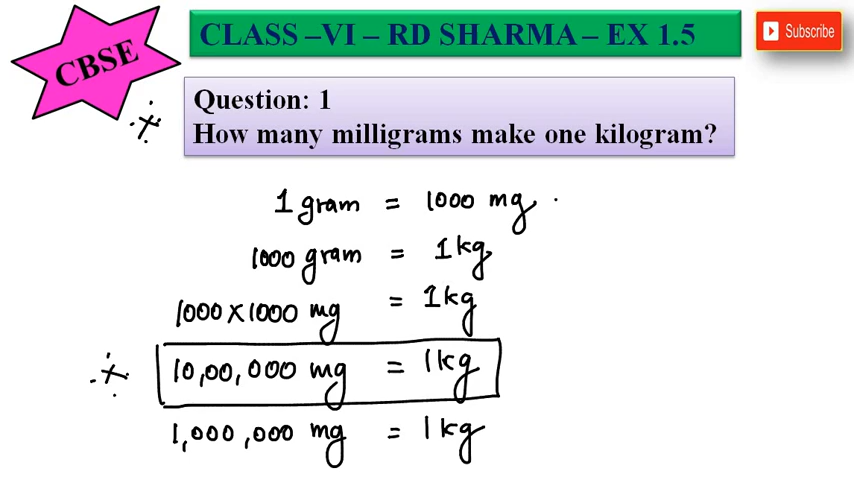 CBSE
CLASS –VI – RD SHARMA – EX 1.5
Subscribe
Question: 1
How many milligrams make one kilogram?
1 gram = 1000 mg
1000 gram = 1 kg
1000 X 1000 mg = 1 kg
10,00,000 mg = 1 kg
1,000,000 mg = 1 kg